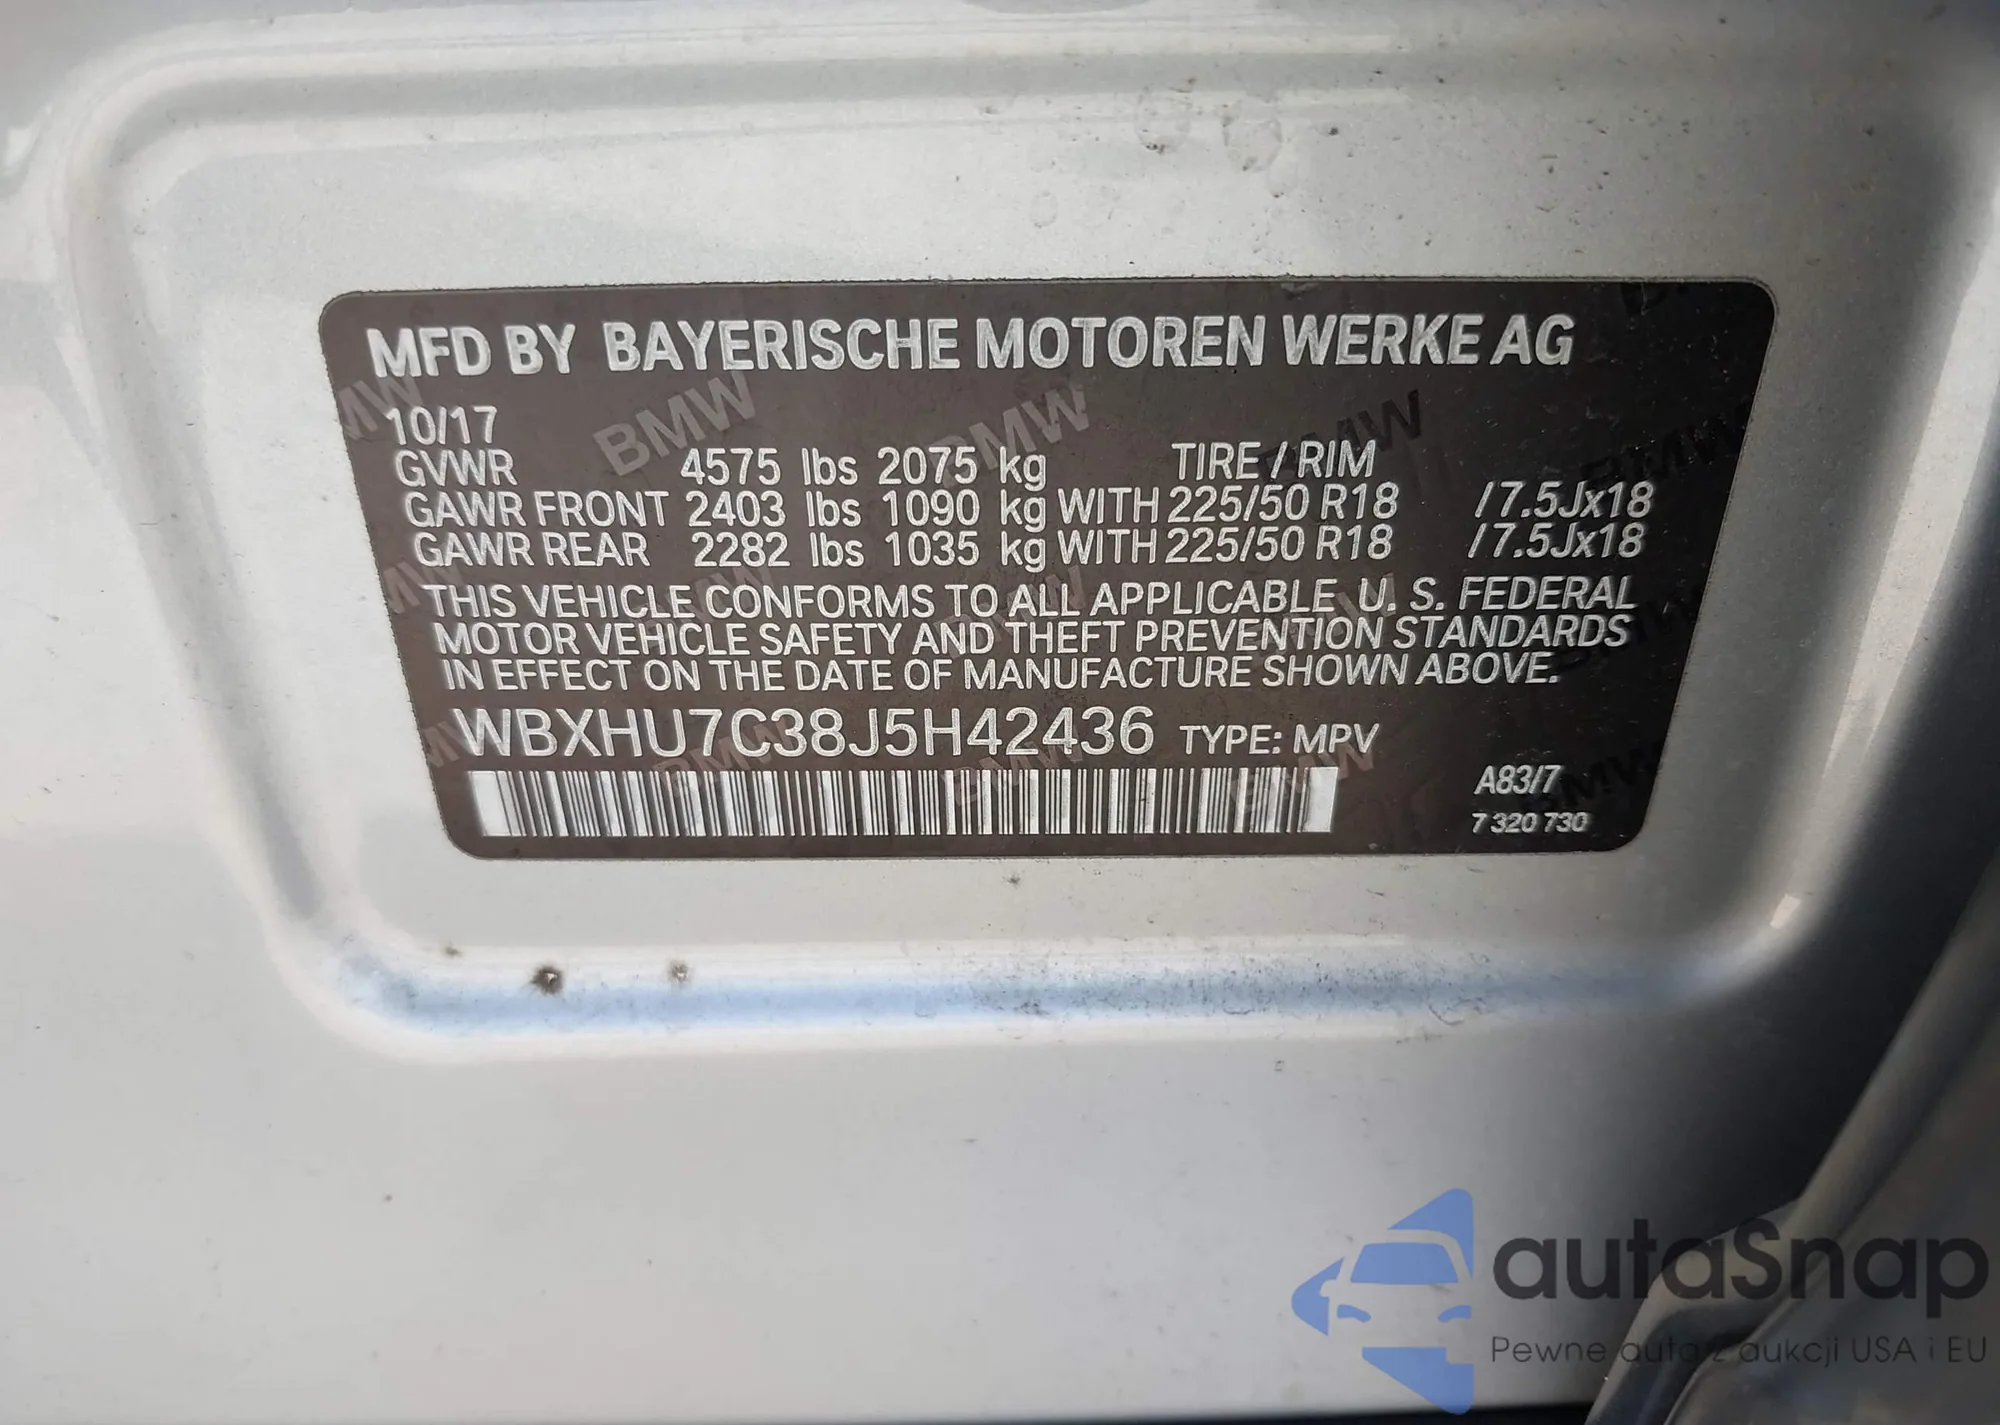 MFD BY BAYERISCHE MOTOREN WERKE AG
10/17
GVWR 4575 lbs 2075 kg TIRE / RIM
GAWR FRONT 2403 lbs 1090 kg WITH 225/50 R18 /7.5Jx18
GAWR REAR 2282 lbs 1035 kg WITH 225/50 R18 /7.5Jx18
THIS VEHICLE CONFORMS TO ALL APPLICABLE U. S. FEDERAL
MOTOR VEHICLE SAFETY AND THEFT PREVENTION STANDARDS
IN EFFECT ON THE DATE OF MANUFACTURE SHOWN ABOVE.
WBXHU7C38J5H42436 TYPE: MPV
A83/7
7 320 730
autaSnap
Pewne auta z aukcji USA i EU